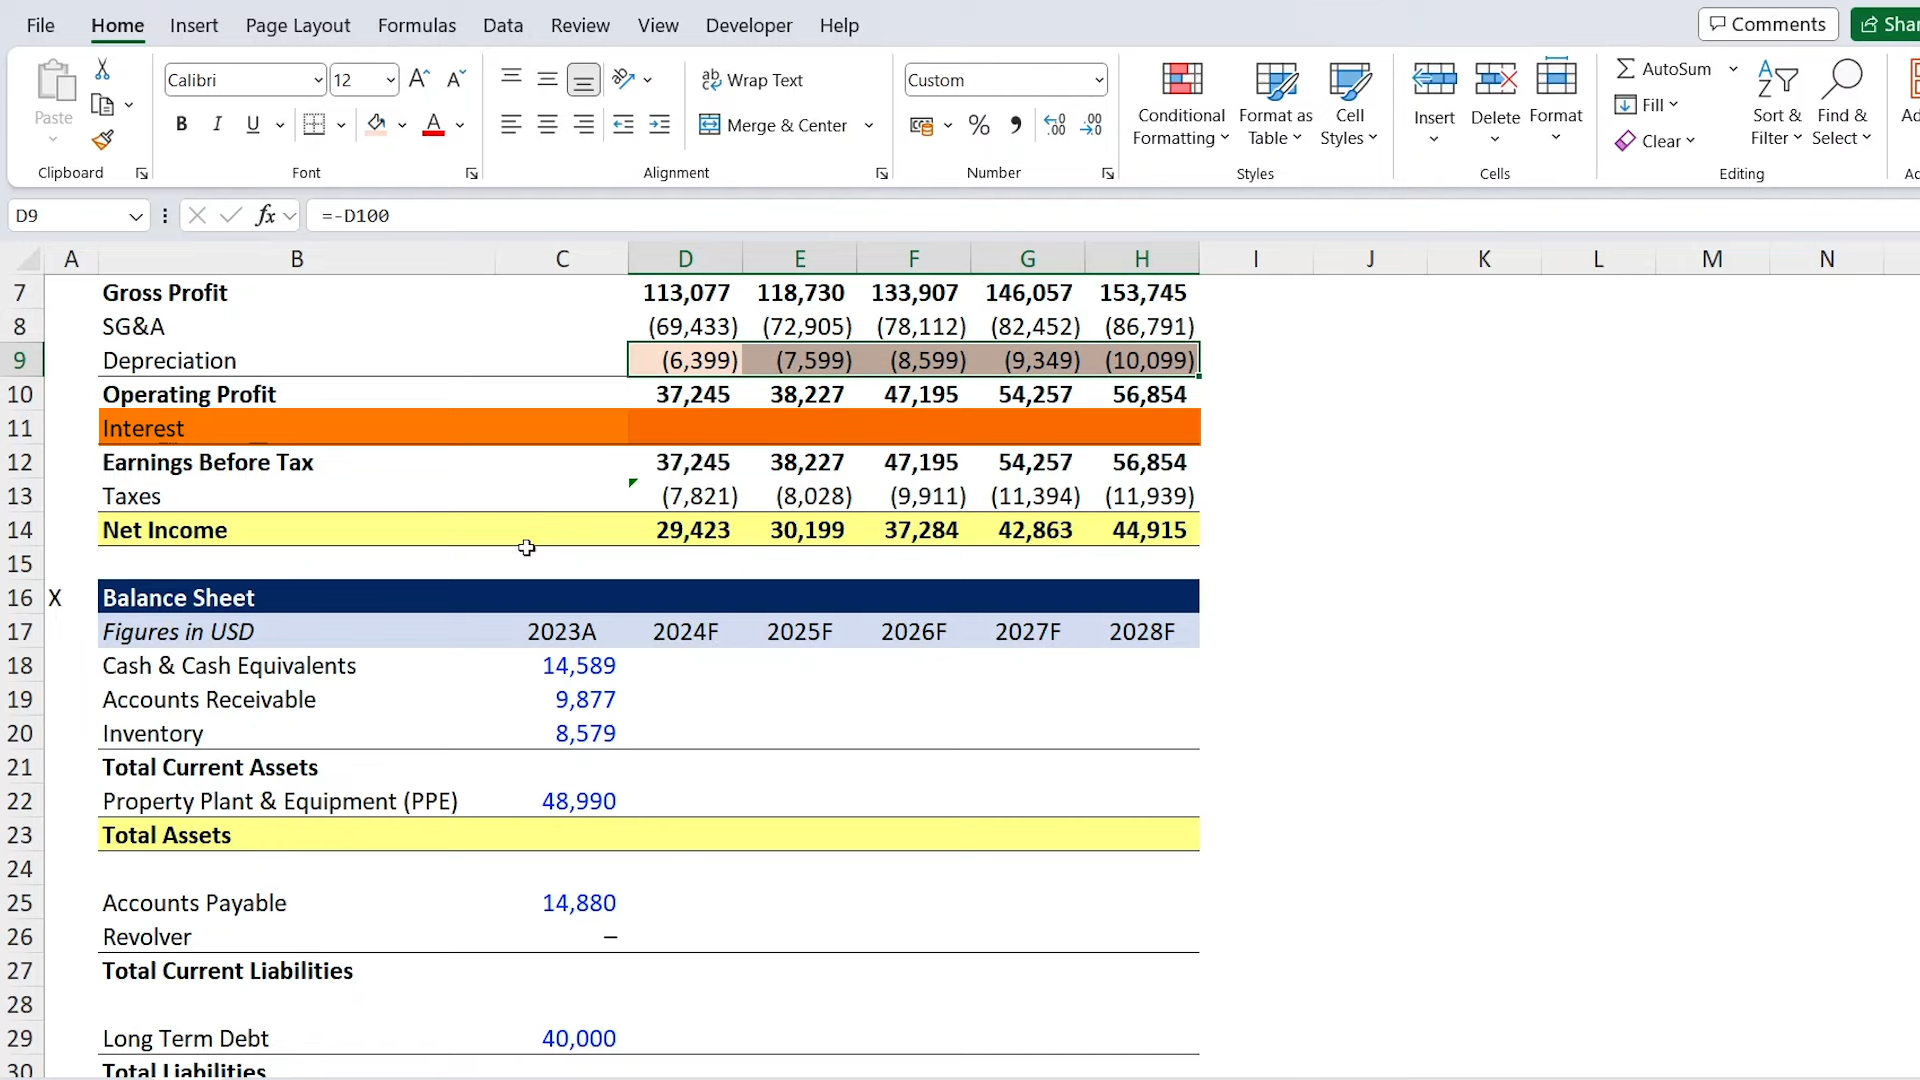 File Home Insert Page Layout Formulas Data Review View Developer Help Comments
Calibri 12 Wrap Text Custom AutoSum
Paste B I U Merge & Center Conditional Formatting Format as Table Cell Styles Insert Delete Format Fill Clear Sort & Filter Find & Select
Clipboard Font Alignment Number Styles Cells Editing
D9 fx =-D100
A B C D E F G H I J K L M N
7 Gross Profit 113,077 118,730 133,907 146,057 153,745
8 SG&A (69,433) (72,905) (78,112) (82,452) (86,791)
9 Depreciation (6,399) (7,599) (8,599) (9,349) (10,099)
10 Operating Profit 37,245 38,227 47,195 54,257 56,854
11 Interest
12 Earnings Before Tax 37,245 38,227 47,195 54,257 56,854
13 Taxes (7,821) (8,028) (9,911) (11,394) (11,939)
14 Net Income 29,423 30,199 37,284 42,863 44,915
15
16 X Balance Sheet
17 Figures in USD 2023A 2024F 2025F 2026F 2027F 2028F
18 Cash & Cash Equivalents 14,589
19 Accounts Receivable 9,877
20 Inventory 8,579
21 Total Current Assets
22 Property Plant & Equipment (PPE) 48,990
23 Total Assets
24
25 Accounts Payable 14,880
26 Revolver –
27 Total Current Liabilities
28
29 Long Term Debt 40,000
30 Total Liabilities